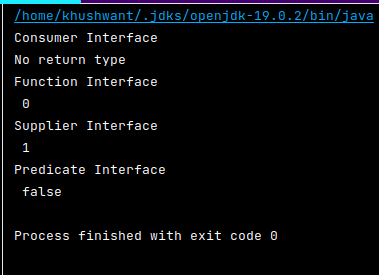 /home/khushwant/.jdks/openjdk-19.0.2/bin/java
Consumer Interface
No return type
Function Interface
0
Supplier Interface
1
Predicate Interface
false
Process finished with exit code 0